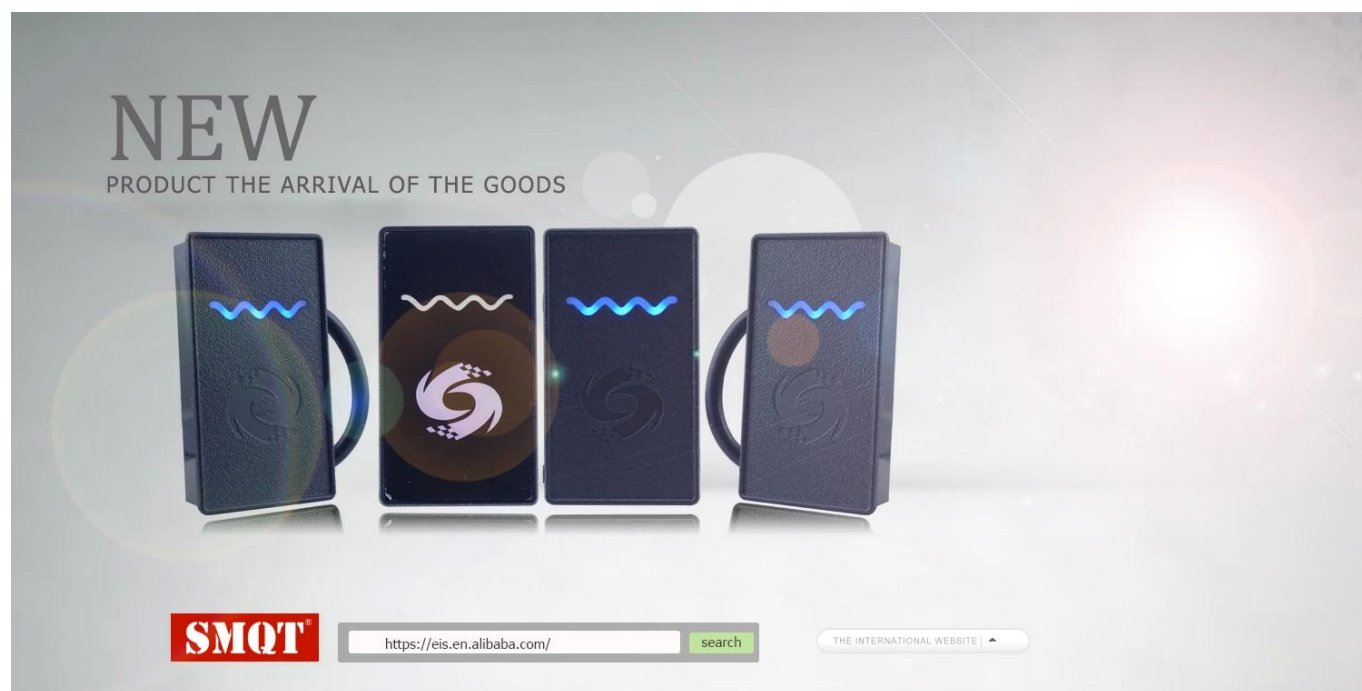 NEW
PRODUCT THE ARRIVAL OF THE GOODS
SMQT®
https://eis.en.alibaba.com/
search
THE INTERNATIONAL WEBSITE |